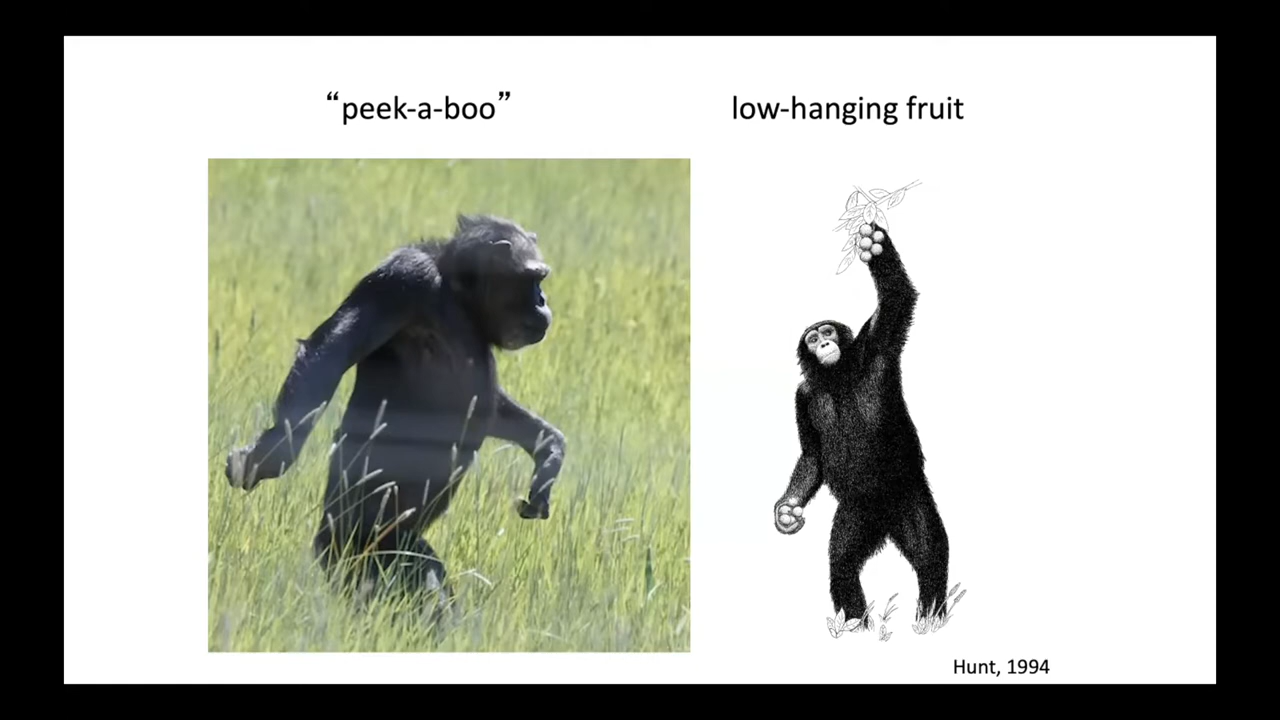 “peek-a-boo”
low-hanging fruit
Hunt, 1994